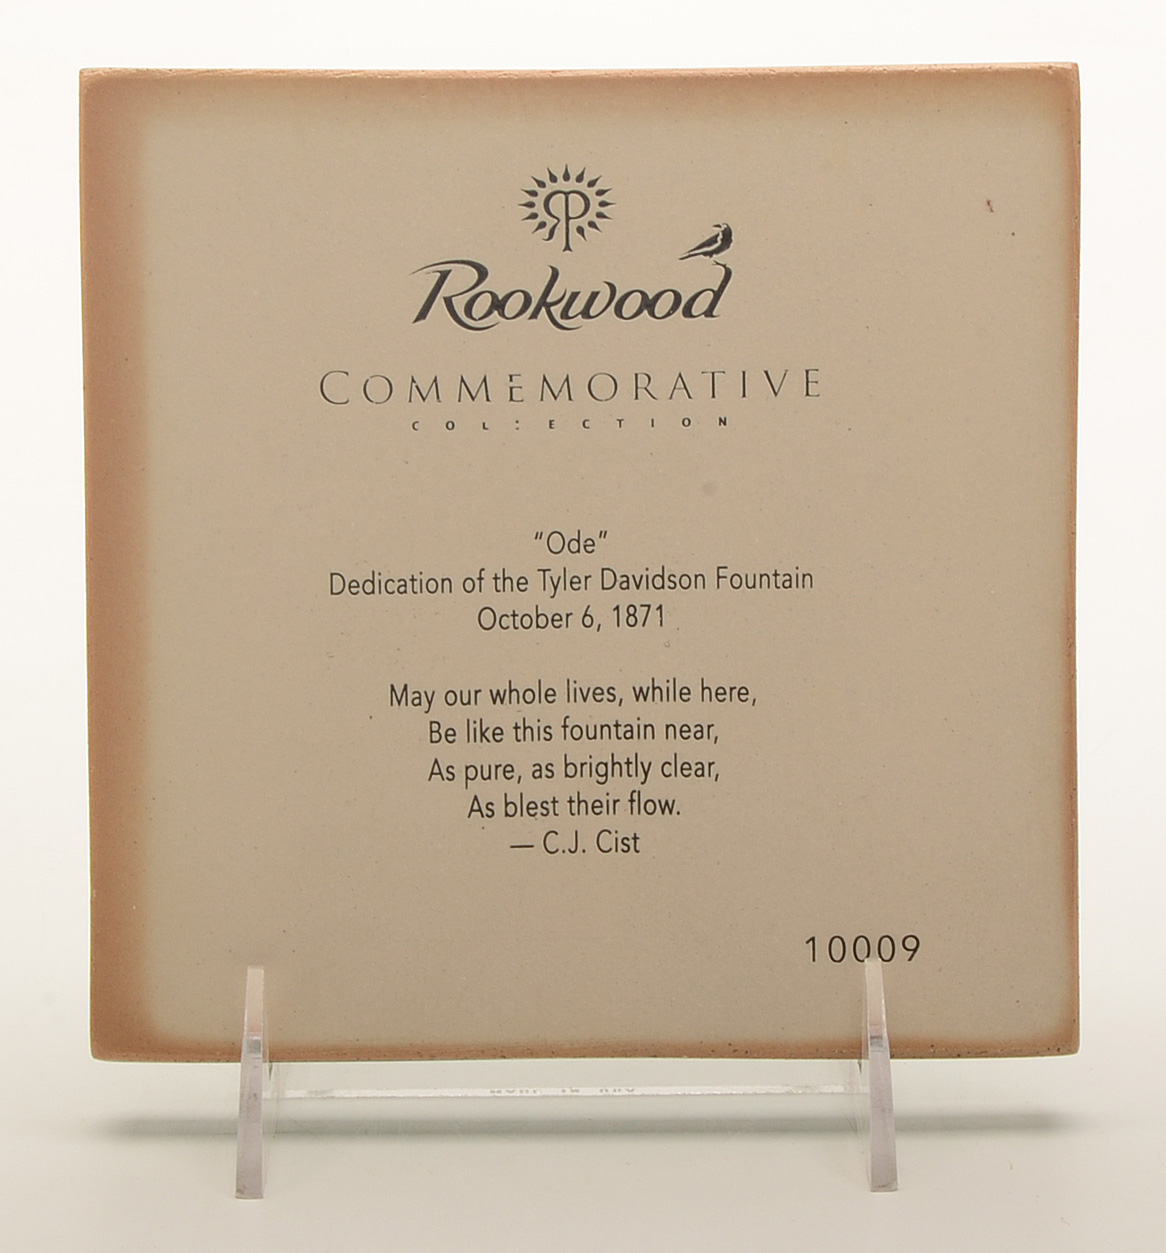 RP
Rookwood
COMMEMORATIVE
COLLECTION
“Ode”
Dedication of the Tyler Davidson Fountain
October 6, 1871
May our whole lives, while here,
Be like this fountain near,
As pure, as brightly clear,
As blest their flow.
— C.J. Cist
10009